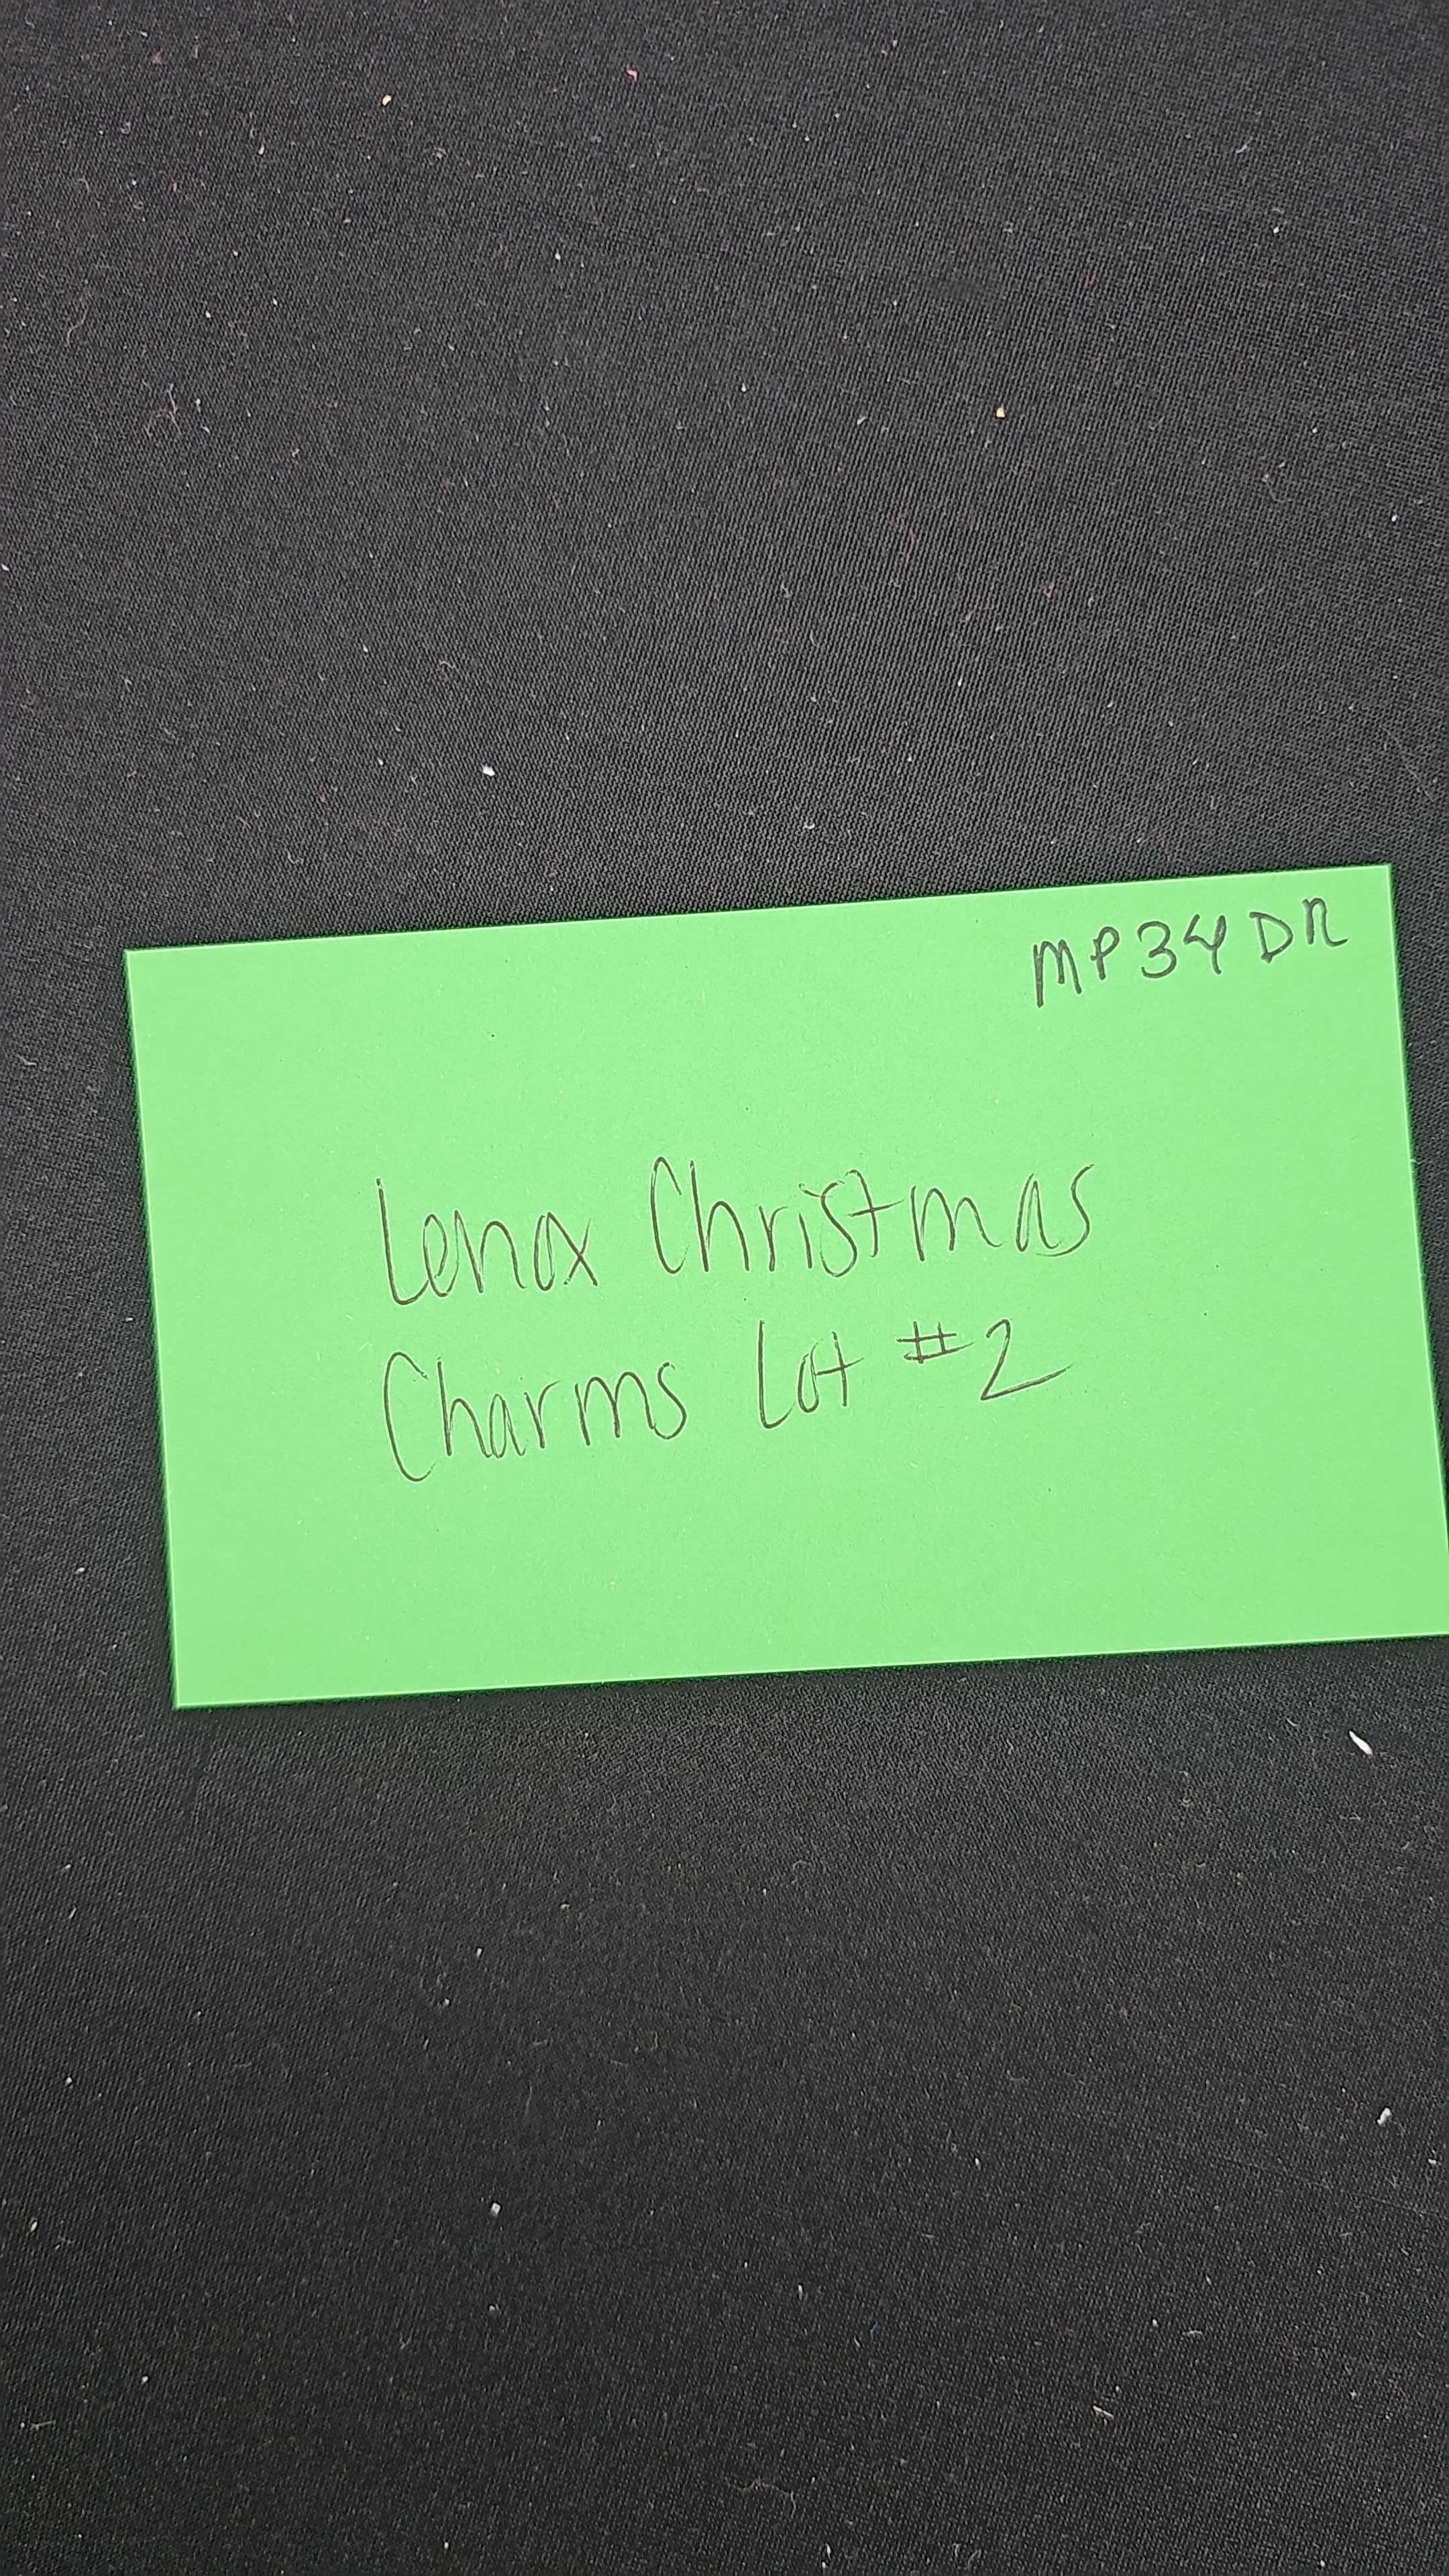 MP34DR
Lenox Christmas
Charms Lot #2